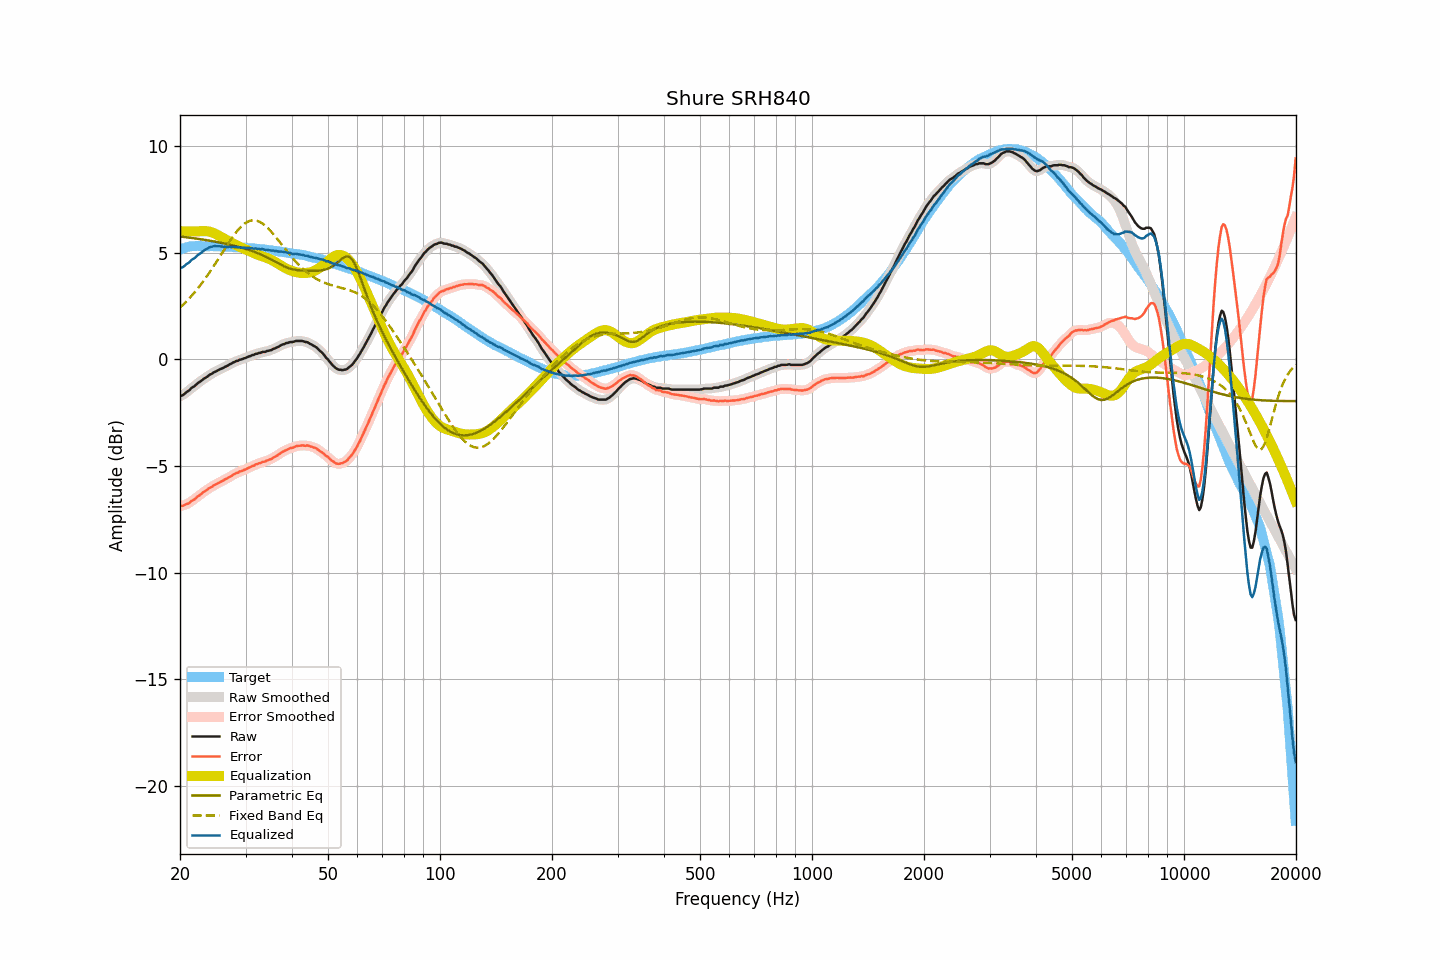 Shure SRH840
10
5
0
−5
−10
−15
−20
Amplitude (dBr)
Target
Raw Smoothed
Error Smoothed
Raw
Error
Equalization
Parametric Eq
Fixed Band Eq
Equalized
20 50 100 200 500 1000 2000 5000 10000 20000
Frequency (Hz)